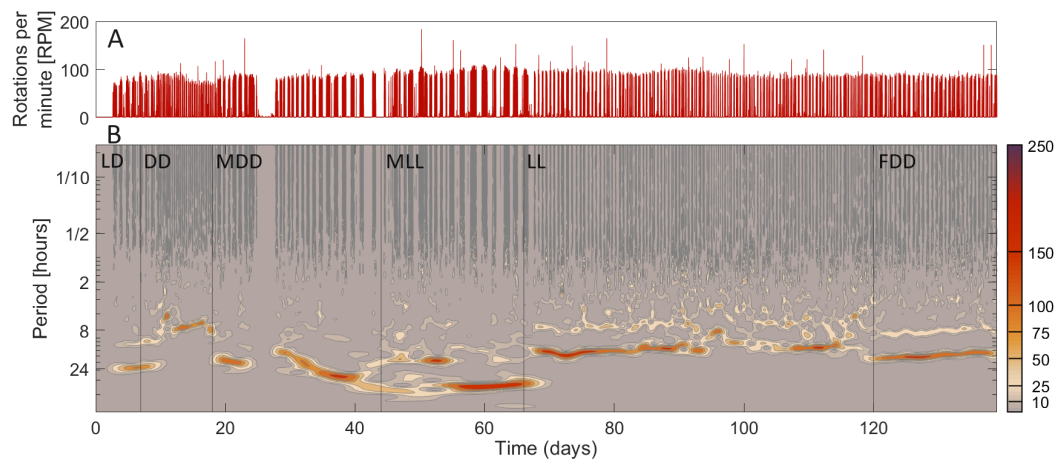 A
Rotations per
minute [RPM]
200
100
0
B
LD DD MDD MLL LL FDD
Period [hours]
1/10
1/2
2
8
24
0 20 40 60 80 100 120
Time (days)
250
150
100
75
50
25
10